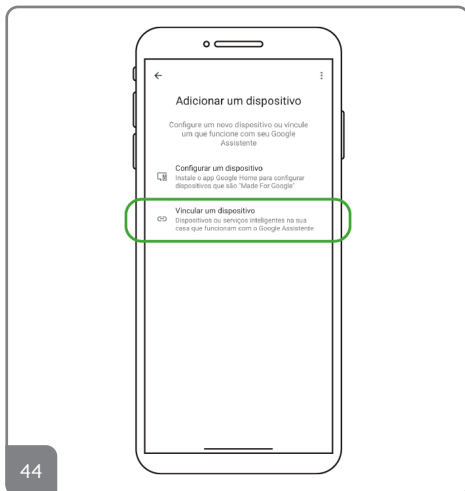 Adicionar um dispositivo
Configure um novo dispositivo ou vincule
um que funcione com seu Google
Assistente
Configurar um dispositivo
Instale o app Google Home para configurar
dispositivos que são "Made For Google"
Vincular um dispositivo
Dispositivos ou serviços inteligentes na sua
casa que funcionam com o Google Assistente
44